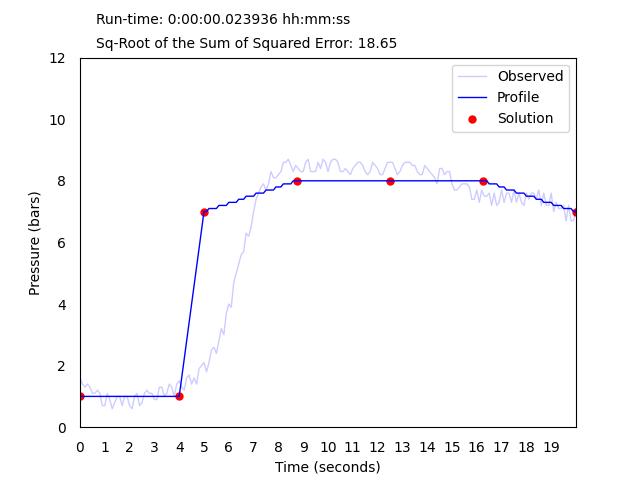 Run-time: 0:00:00.023936 hh:mm:ss
Sq-Root of the Sum of Squared Error: 18.65
12
10
8
6
4
2
0
Pressure (bars)
Observed
Profile
Solution
0 1 2 3 4 5 6 7 8 9 10 11 12 13 14 15 16 17 18 19
Time (seconds)